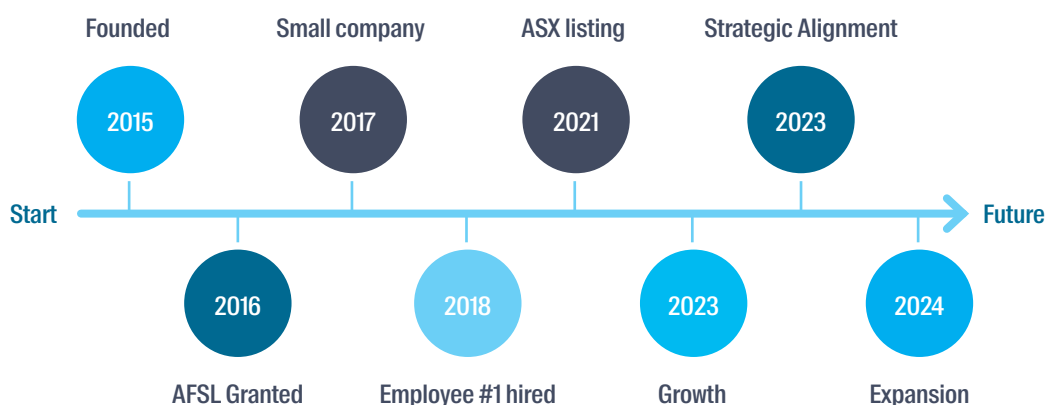 Founded
Small company
ASX listing
Strategic Alignment
2015
2017
2021
2023
Start
Future
2016
2018
2023
2024
AFSL Granted
Employee #1 hired
Growth
Expansion